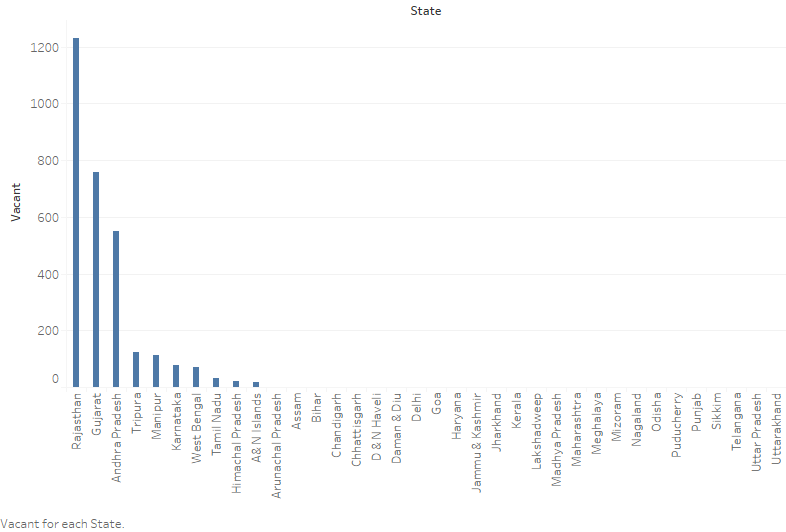 State
1200
1000
800
600
400
200
0
Vacant
Rajasthan
Gujarat
Andhra Pradesh
Tripura
Manipur
Karnataka
West Bengal
Tamil Nadu
Himachal Pradesh
A& N Islands
Arunachal Pradesh
Assam
Bihar
Chandigarh
Chhattisgarh
D & N Haveli
Daman & Diu
Delhi
Goa
Haryana
Jammu & Kashmir
Jharkhand
Kerala
Lakshadweep
Madhya Pradesh
Maharashtra
Meghalaya
Mizoram
Nagaland
Odisha
Puducherry
Punjab
Sikkim
Telangana
Uttar Pradesh
Uttarakhand
Vacant for each State.